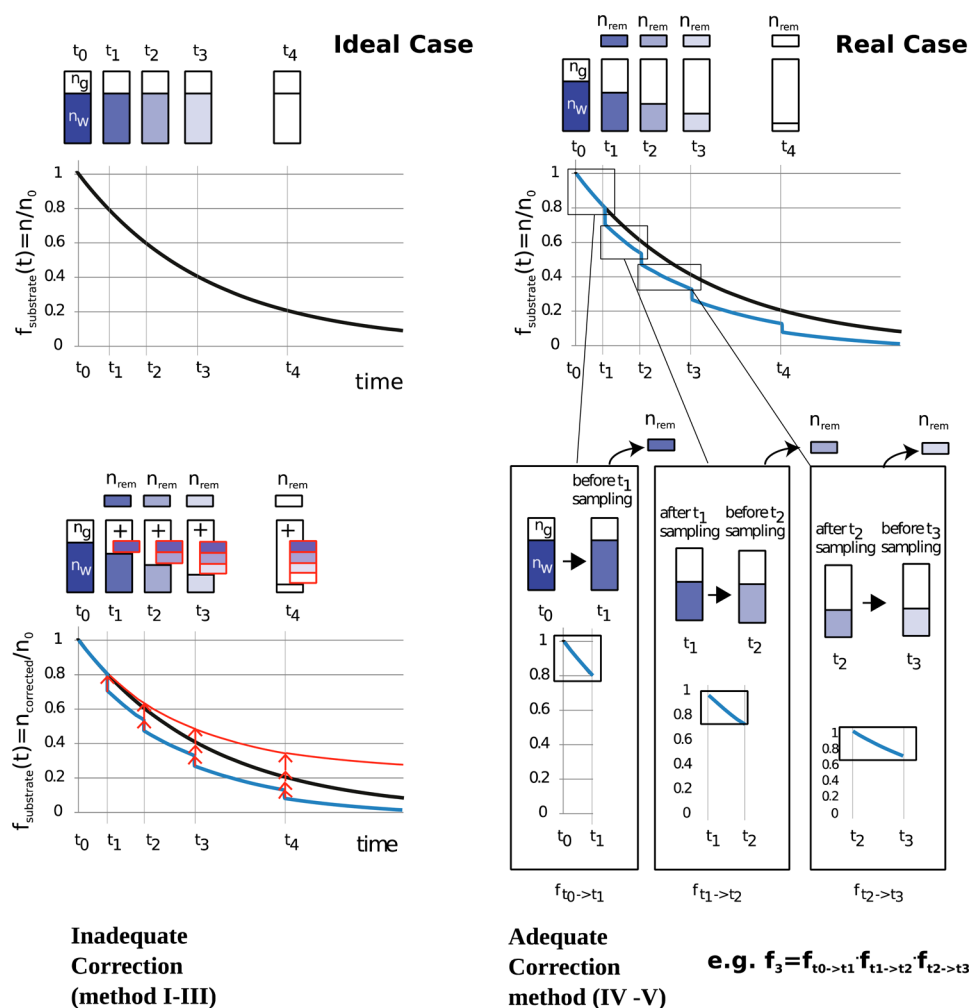 Ideal Case
t0 t1 t2 t3 t4
ng
nw
fsubstrate(t)=n/n0
1
0.8
0.6
0.4
0.2
0
t0 t1 t2 t3 t4
time
nrem nrem nrem nrem
Real Case
ng
nw
t0 t1 t2 t3 t4
fsubstrate(t)=n/n0
1
0.8
0.6
0.4
0.2
0
t0 t1 t2 t3 t4
time
nrem nrem nrem nrem
ng + + + +
nw
t0 t1 t2 t3 t4
fsubstrate(t)=ncorrected/n0
1
0.8
0.6
0.4
0.2
0
t0 t1 t2 t3 t4
time
Inadequate
Correction
(method I-III)
nrem
before t1
sampling
ng
nw
t0 t1
1
0.8
0.6
0.4
0.2
0
t0 t1
ft0->t1
nrem
after t1
sampling
before t2
sampling
t1 t2
1
0.8
0.6
0.4
0.2
0
t1 t2
ft1->t2
nrem
after t2
sampling
before t3
sampling
t2 t3
1
0.8
0.6
0.4
0.2
0
t2 t3
ft2->t3
Adequate
Correction
method (IV -V)
e.g. f3=ft0->t1·ft1->t2·ft2->t3